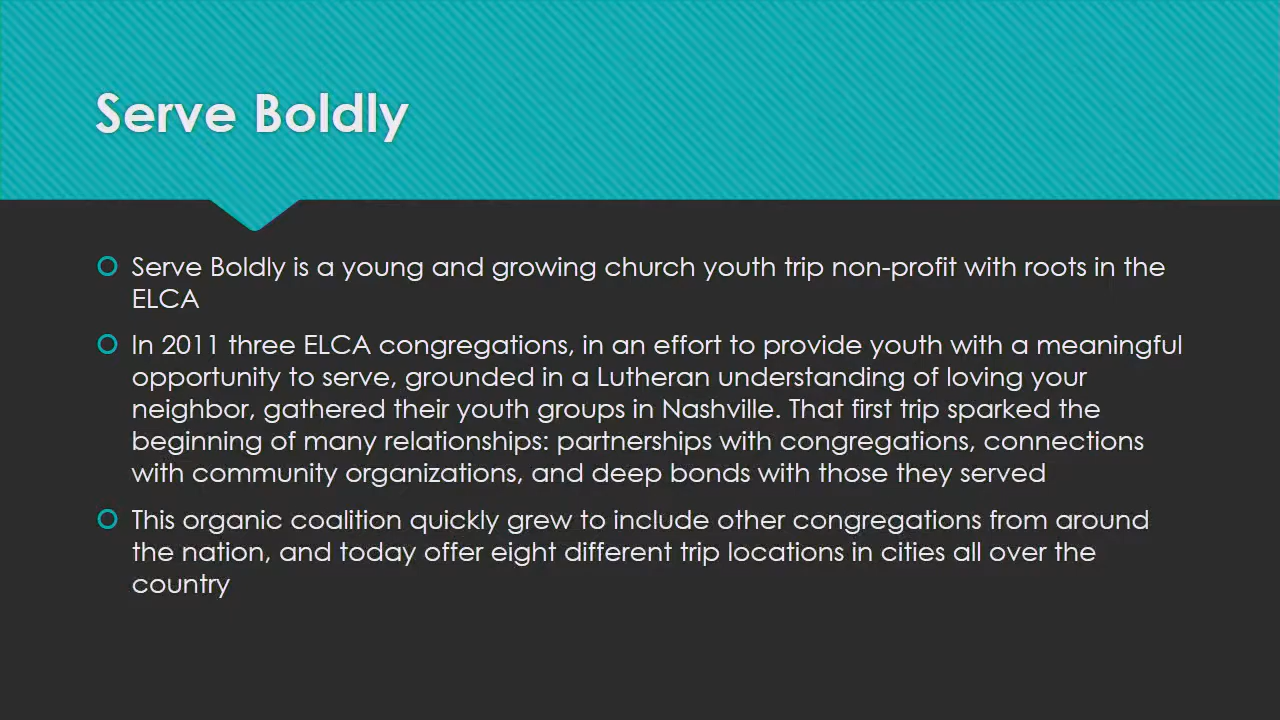 Serve Boldly
Serve Boldly is a young and growing church youth trip non-profit with roots in the
ELCA
In 2011 three ELCA congregations, in an effort to provide youth with a meaningful
opportunity to serve, grounded in a Lutheran understanding of loving your
neighbor, gathered their youth groups in Nashville. That first trip sparked the
beginning of many relationships: partnerships with congregations, connections
with community organizations, and deep bonds with those they served
This organic coalition quickly grew to include other congregations from around
the nation, and today offer eight different trip locations in cities all over the
country